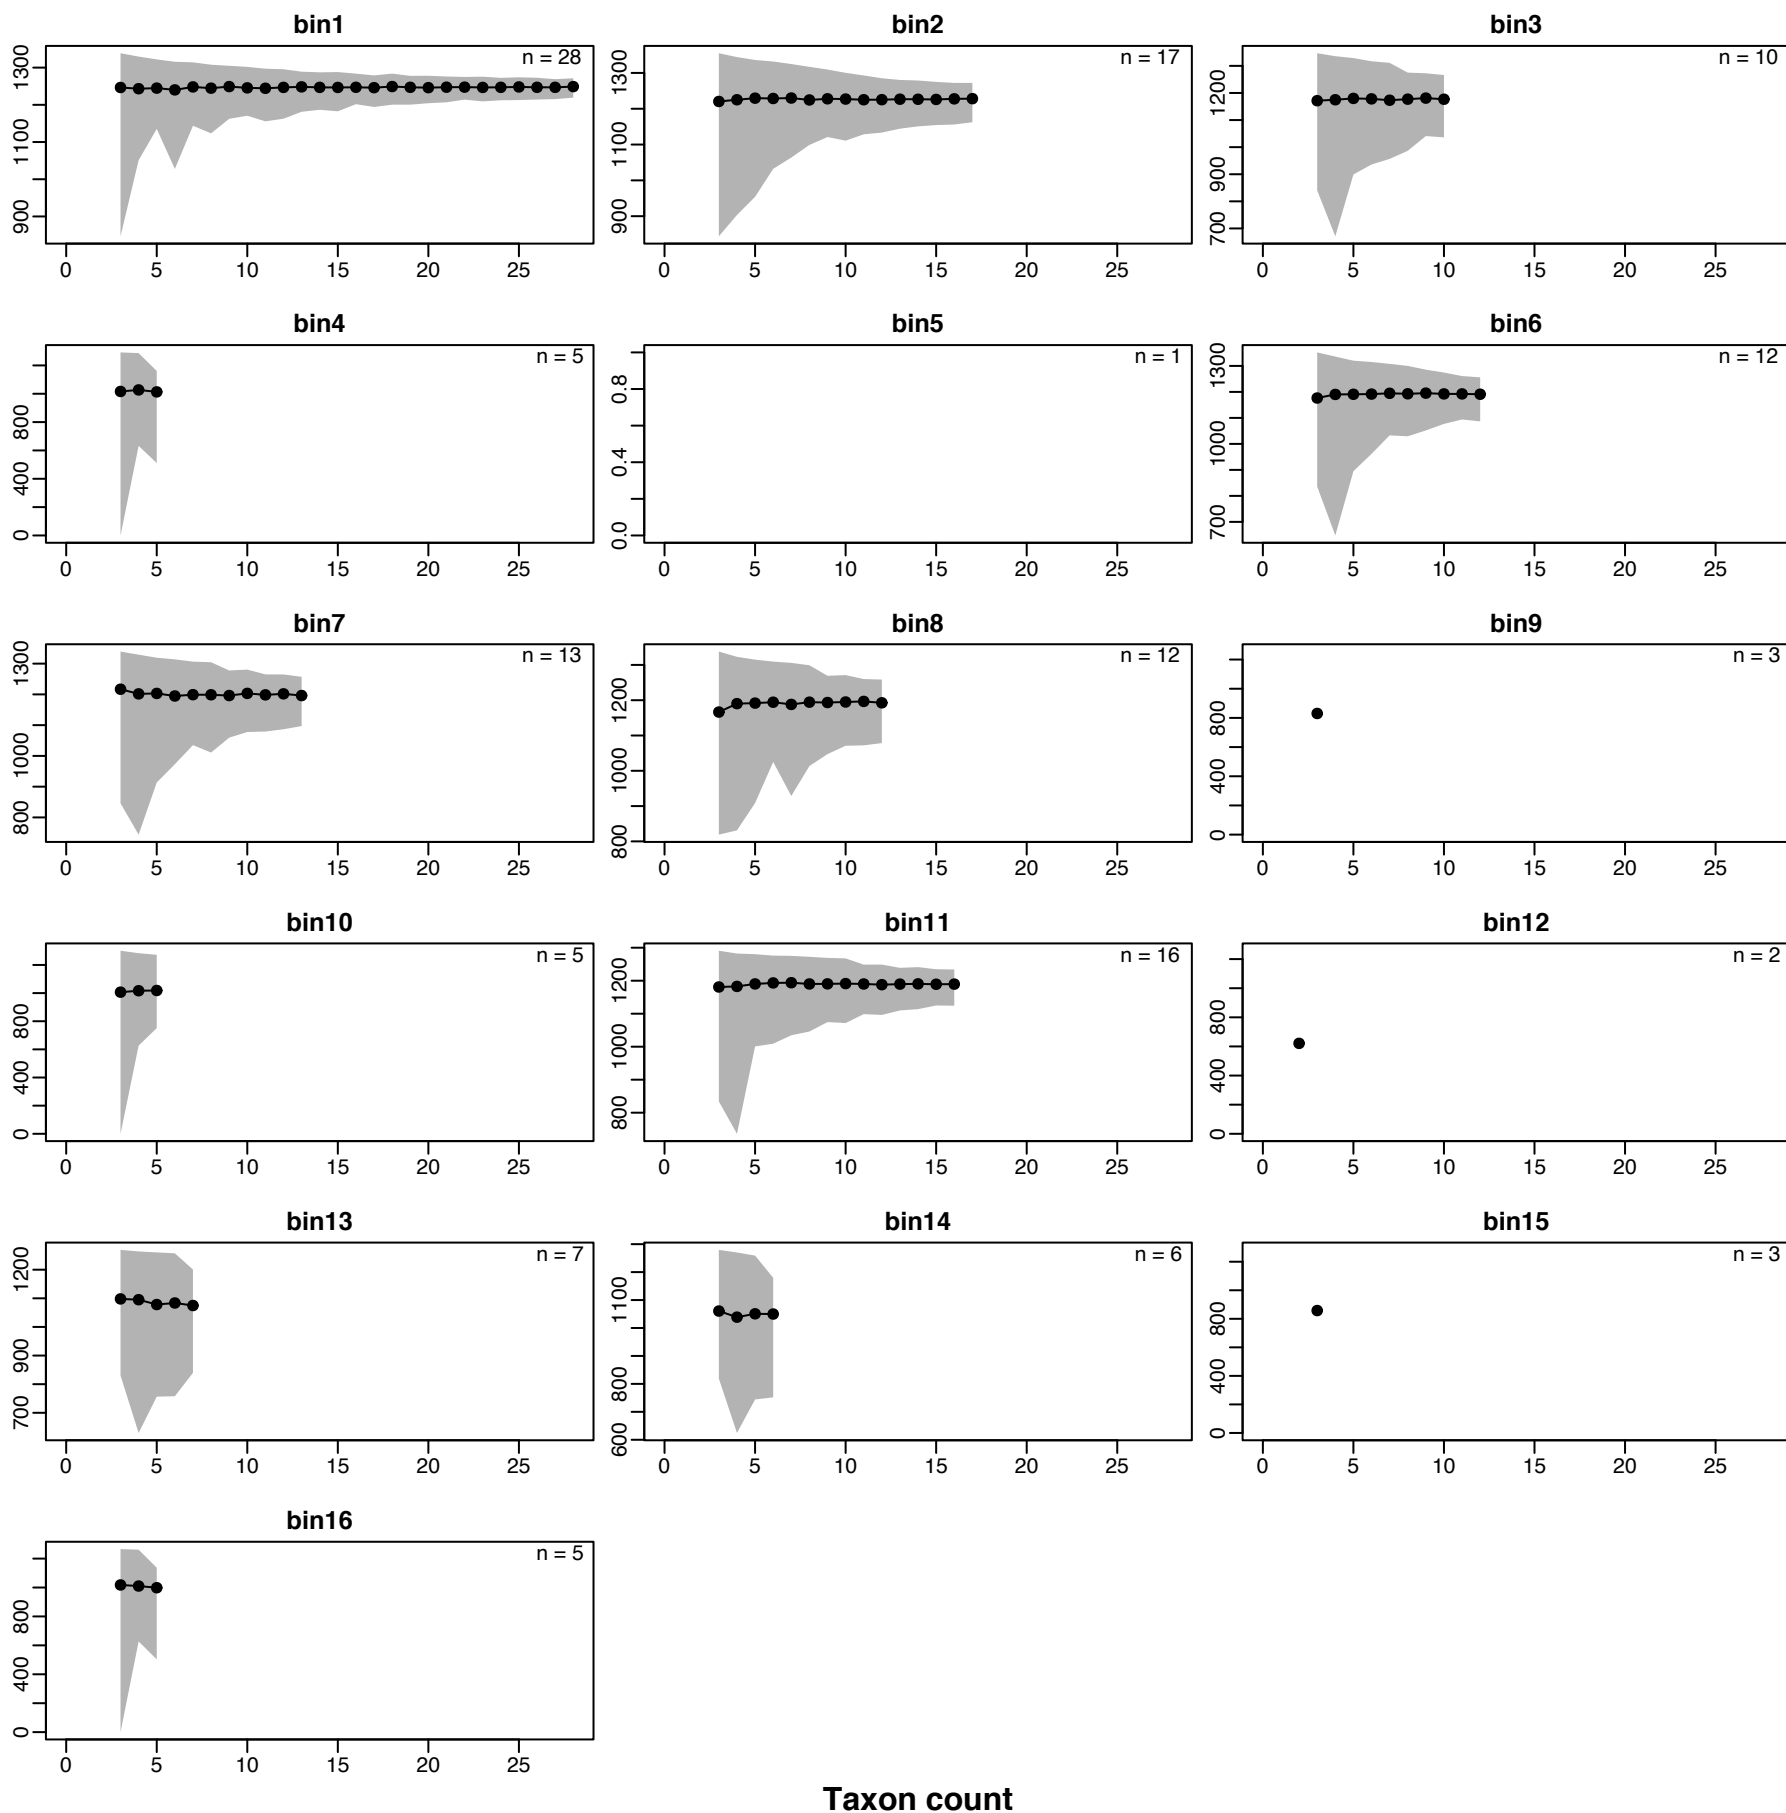 bin1 bin2 bin3
n = 28 n = 17 n = 10
900 1100 1300
900 1100 1300
700 900 1200
0 5 10 15 20 25 0 5 10 15 20 25 0 5 10 15 20 25
bin4 bin5 bin6
n = 5 n = 1 n = 12
0 400 800
0.0 0.4 0.8
700 1000 1300
0 5 10 15 20 25 0 5 10 15 20 25 0 5 10 15 20 25
bin7 bin8 bin9
n = 13 n = 12 n = 3
800 1000 1300
800 1000 1200
0 400 800
0 5 10 15 20 25 0 5 10 15 20 25 0 5 10 15 20 25
bin10 bin11 bin12
n = 5 n = 16 n = 2
0 400 800
800 1000 1200
0 400 800
0 5 10 15 20 25 0 5 10 15 20 25 0 5 10 15 20 25
bin13 bin14 bin15
n = 7 n = 6 n = 3
700 900 1200
600 800 1100
0 400 800
0 5 10 15 20 25 0 5 10 15 20 25 0 5 10 15 20 25
bin16
n = 5
0 400 800
0 5 10 15 20 25
Taxon count